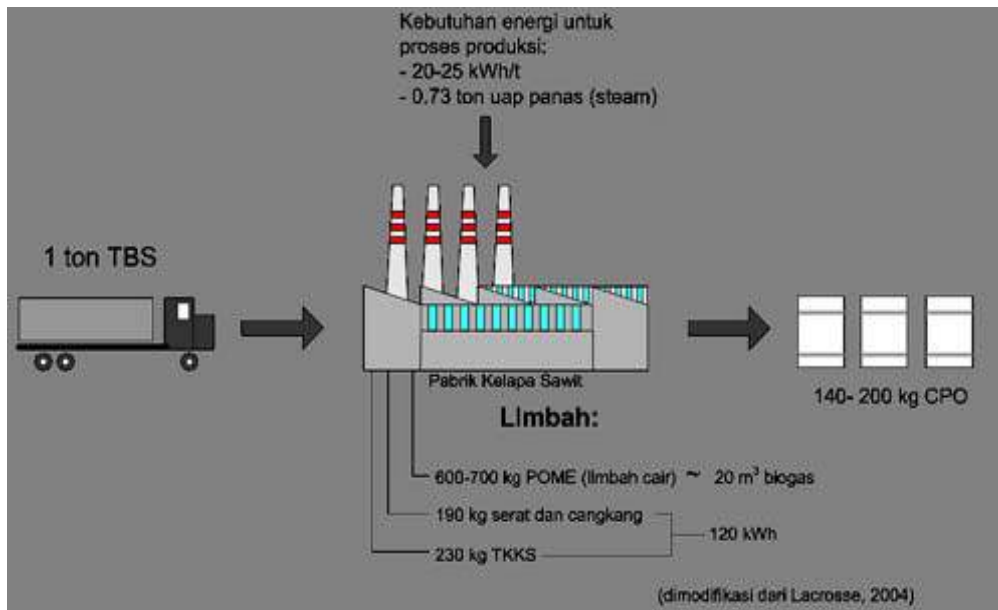 Kebutuhan energi untuk
proses produksi:
- 20-25 kWh/t
- 0.73 ton uap panas (steam)
1 ton TBS
Pabrik Kelapa Sawit
140- 200 kg CPO
Limbah:
600-700 kg POME (limbah cair) ~ 20 m³ biogas
190 kg serat dan cangkang
120 kWh
230 kg TKKS
(dimodifikasi dari Lacrosse, 2004)